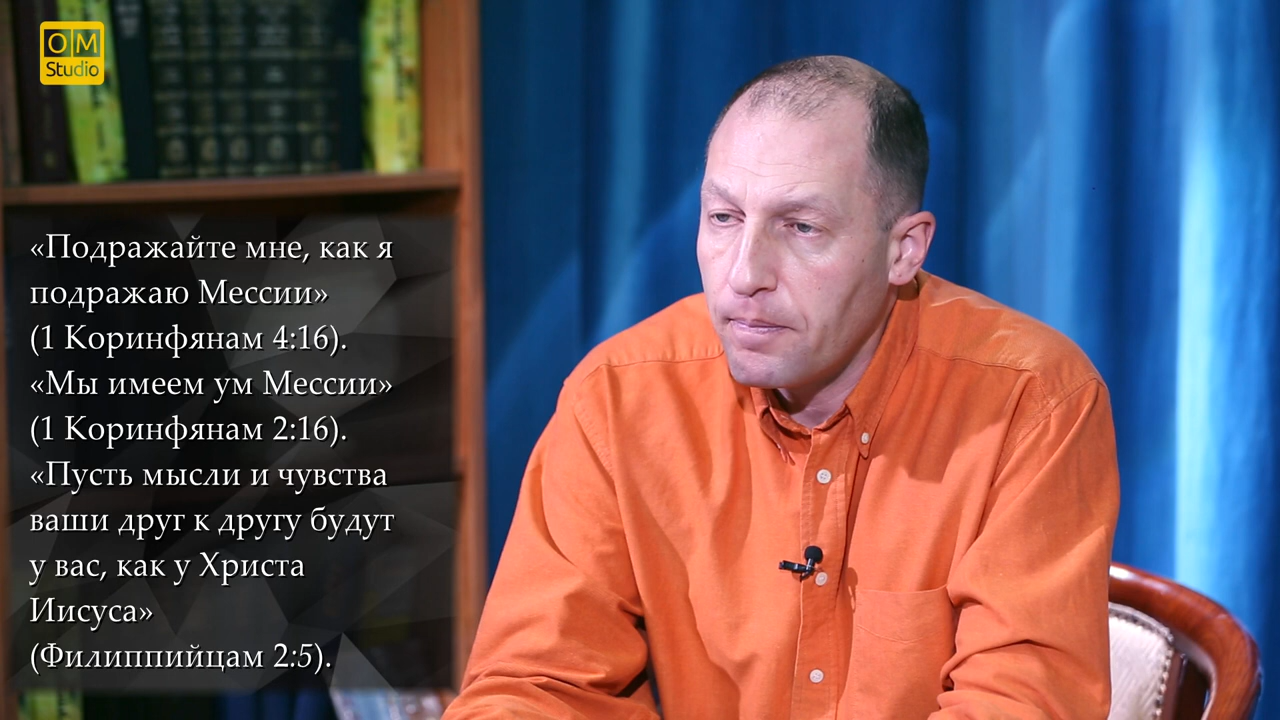 O|M
Studio
«Подражайте мне, как я
подражаю Мессии»
(1 Коринфянам 4:16).
«Мы имеем ум Мессии»
(1 Коринфянам 2:16).
«Пусть мысли и чувства
ваши друг к другу будут
у вас, как у Христа
Иисуса»
(Филиппийцам 2:5).